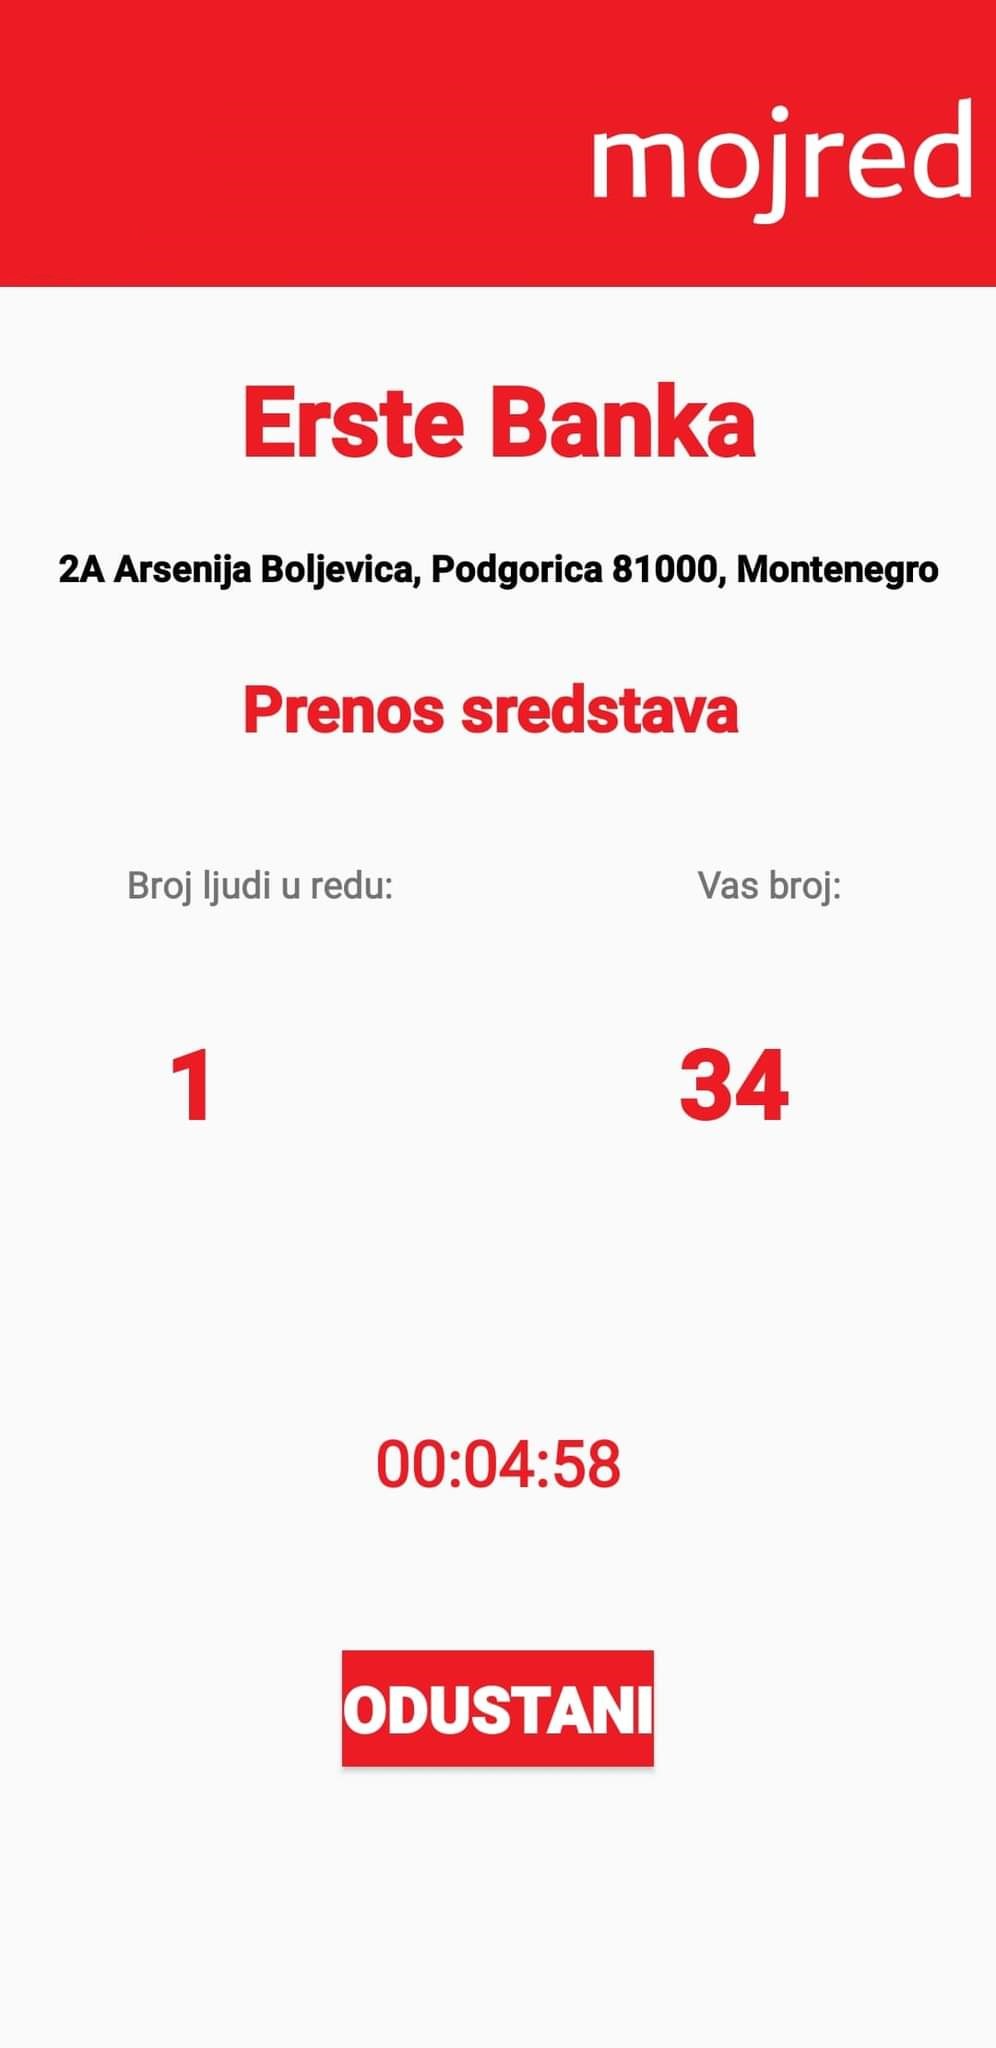 mojred
Erste Banka
2A Arsenija Boljevica, Podgorica 81000, Montenegro
Prenos sredstava
Broj ljudi u redu: Vas broj:
1 34
00:04:58
ODUSTANI